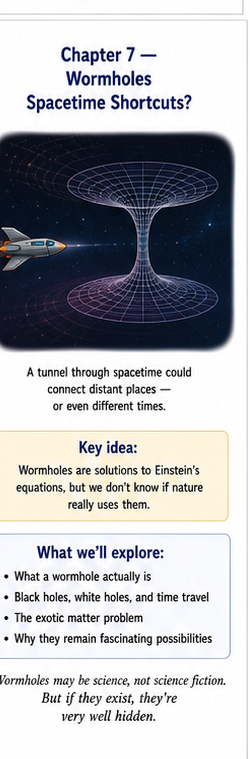 Chapter 7 —
Wormholes
Spacetime Shortcuts?
A tunnel through spacetime could
connect distant places —
or even different times.
Key idea:
Wormholes are solutions to Einstein's
equations, but we don't know if nature
really uses them.
What we'll explore:
• What a wormhole actually is
• Black holes, white holes, and time travel
• The exotic matter problem
• Why they remain fascinating possibilities
Wormholes may be science, not science fiction.
But if they exist, they're
very well hidden.